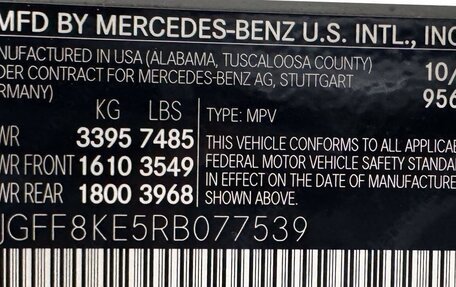 MFD BY MERCEDES-BENZ U.S. INTL., INC
NUFACTURED IN USA (ALABAMA, TUSCALOOSA COUNTY) 10/
DER CONTRACT FOR MERCEDES-BENZ AG, STUTTGART 956
RMANY)
KG LBS
WR 3395 7485 TYPE: MPV
WR FRONT 1610 3549
WR REAR 1800 3968
THIS VEHICLE CONFORMS TO ALL APPLICABL
FEDERAL MOTOR VEHICLE SAFETY STANDA
IN EFFECT ON THE DATE OF MANUFACTUR
SHOWN ABOVE.
JGFF8KE5RB077539